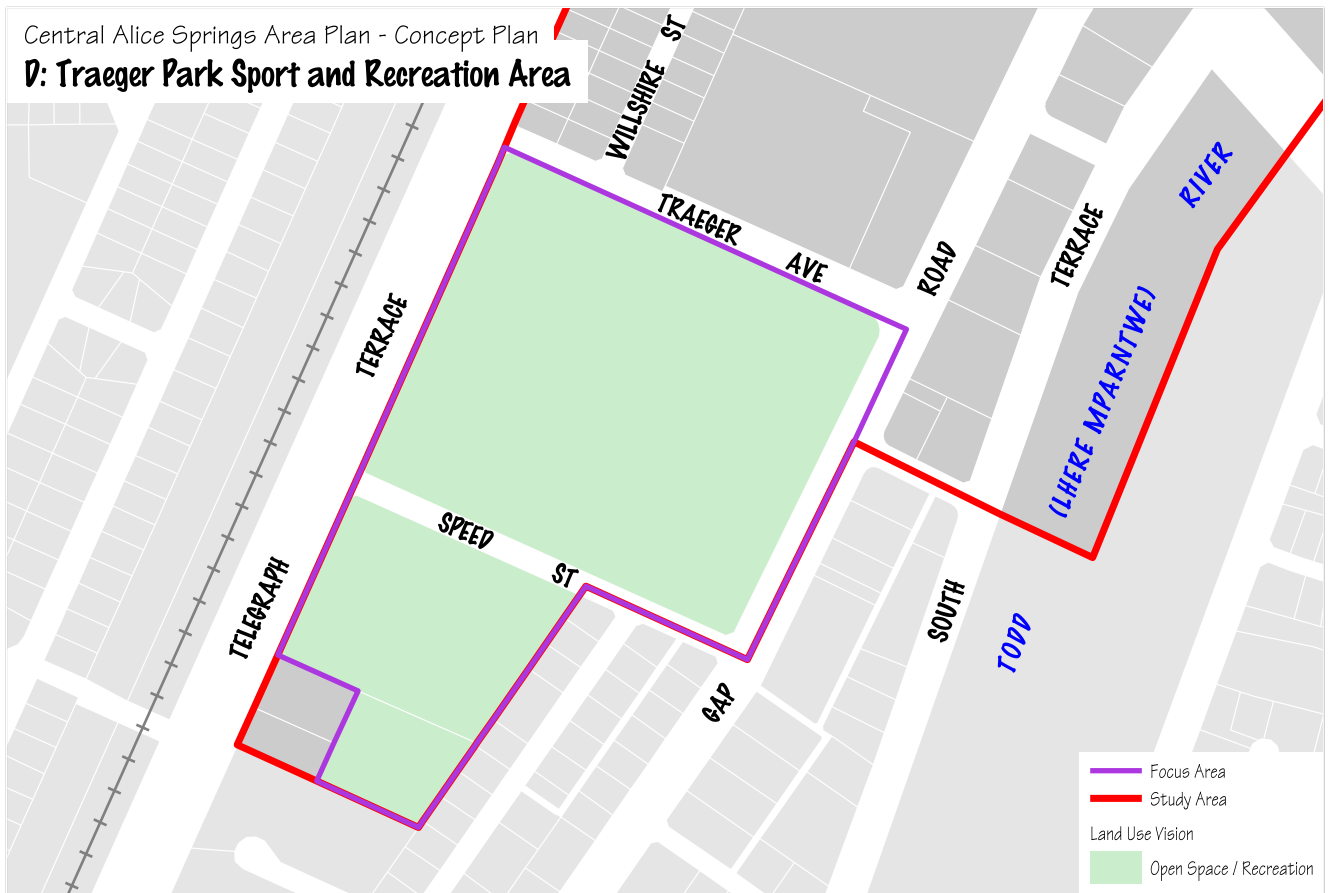 Central Alice Springs Area Plan - Concept Plan
D: Traeger Park Sport and Recreation Area
WILLSHIRE ST
TRAEGER AVE
ROAD
TERRACE
RIVER
(LHERE MPARNTWE)
TERRACE
SPEED ST
TELEGRAPH
SOUTH
TODD
GAP
Focus Area
Study Area
Land Use Vision
Open Space / Recreation